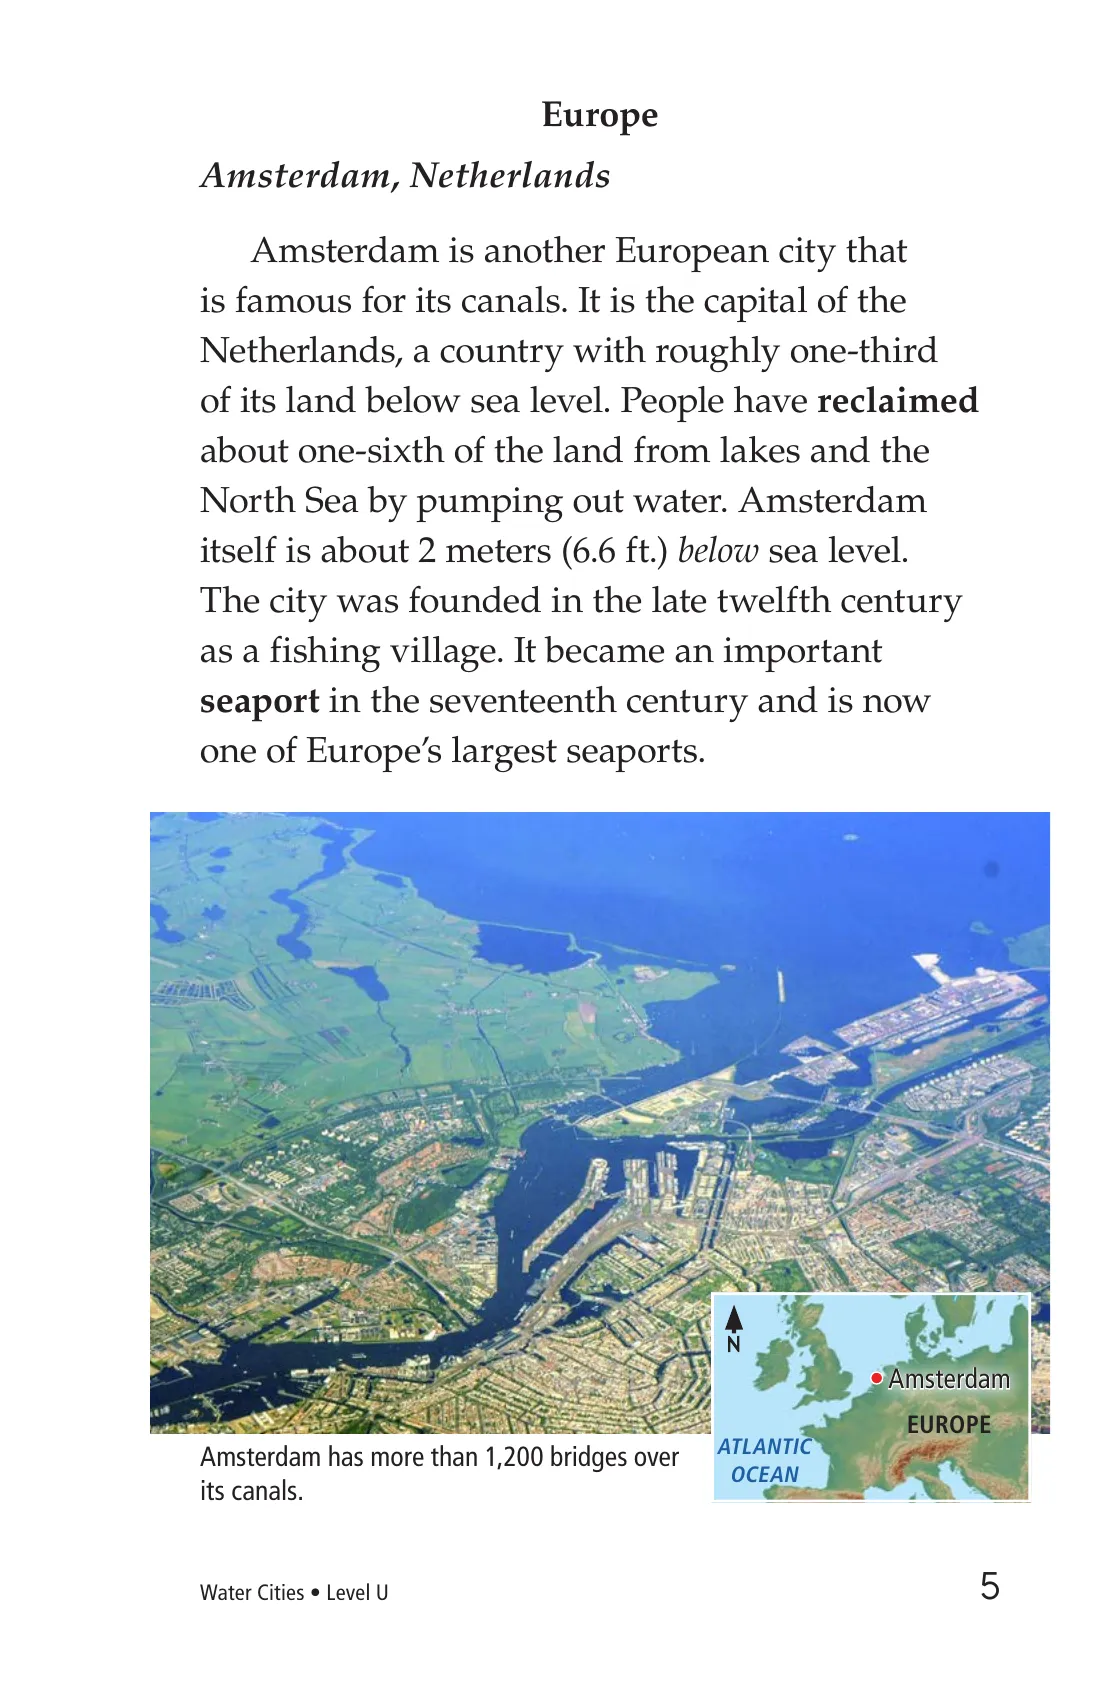 Europe
Amsterdam, Netherlands
Amsterdam is another European city that
is famous for its canals. It is the capital of the
Netherlands, a country with roughly one-third
of its land below sea level. People have reclaimed
about one-sixth of the land from lakes and the
North Sea by pumping out water. Amsterdam
itself is about 2 meters (6.6 ft.) below sea level.
The city was founded in the late twelfth century
as a fishing village. It became an important
seaport in the seventeenth century and is now
one of Europe’s largest seaports.
N
Amsterdam
EUROPE
ATLANTIC
OCEAN
Amsterdam has more than 1,200 bridges over
its canals.
Water Cities • Level U
5